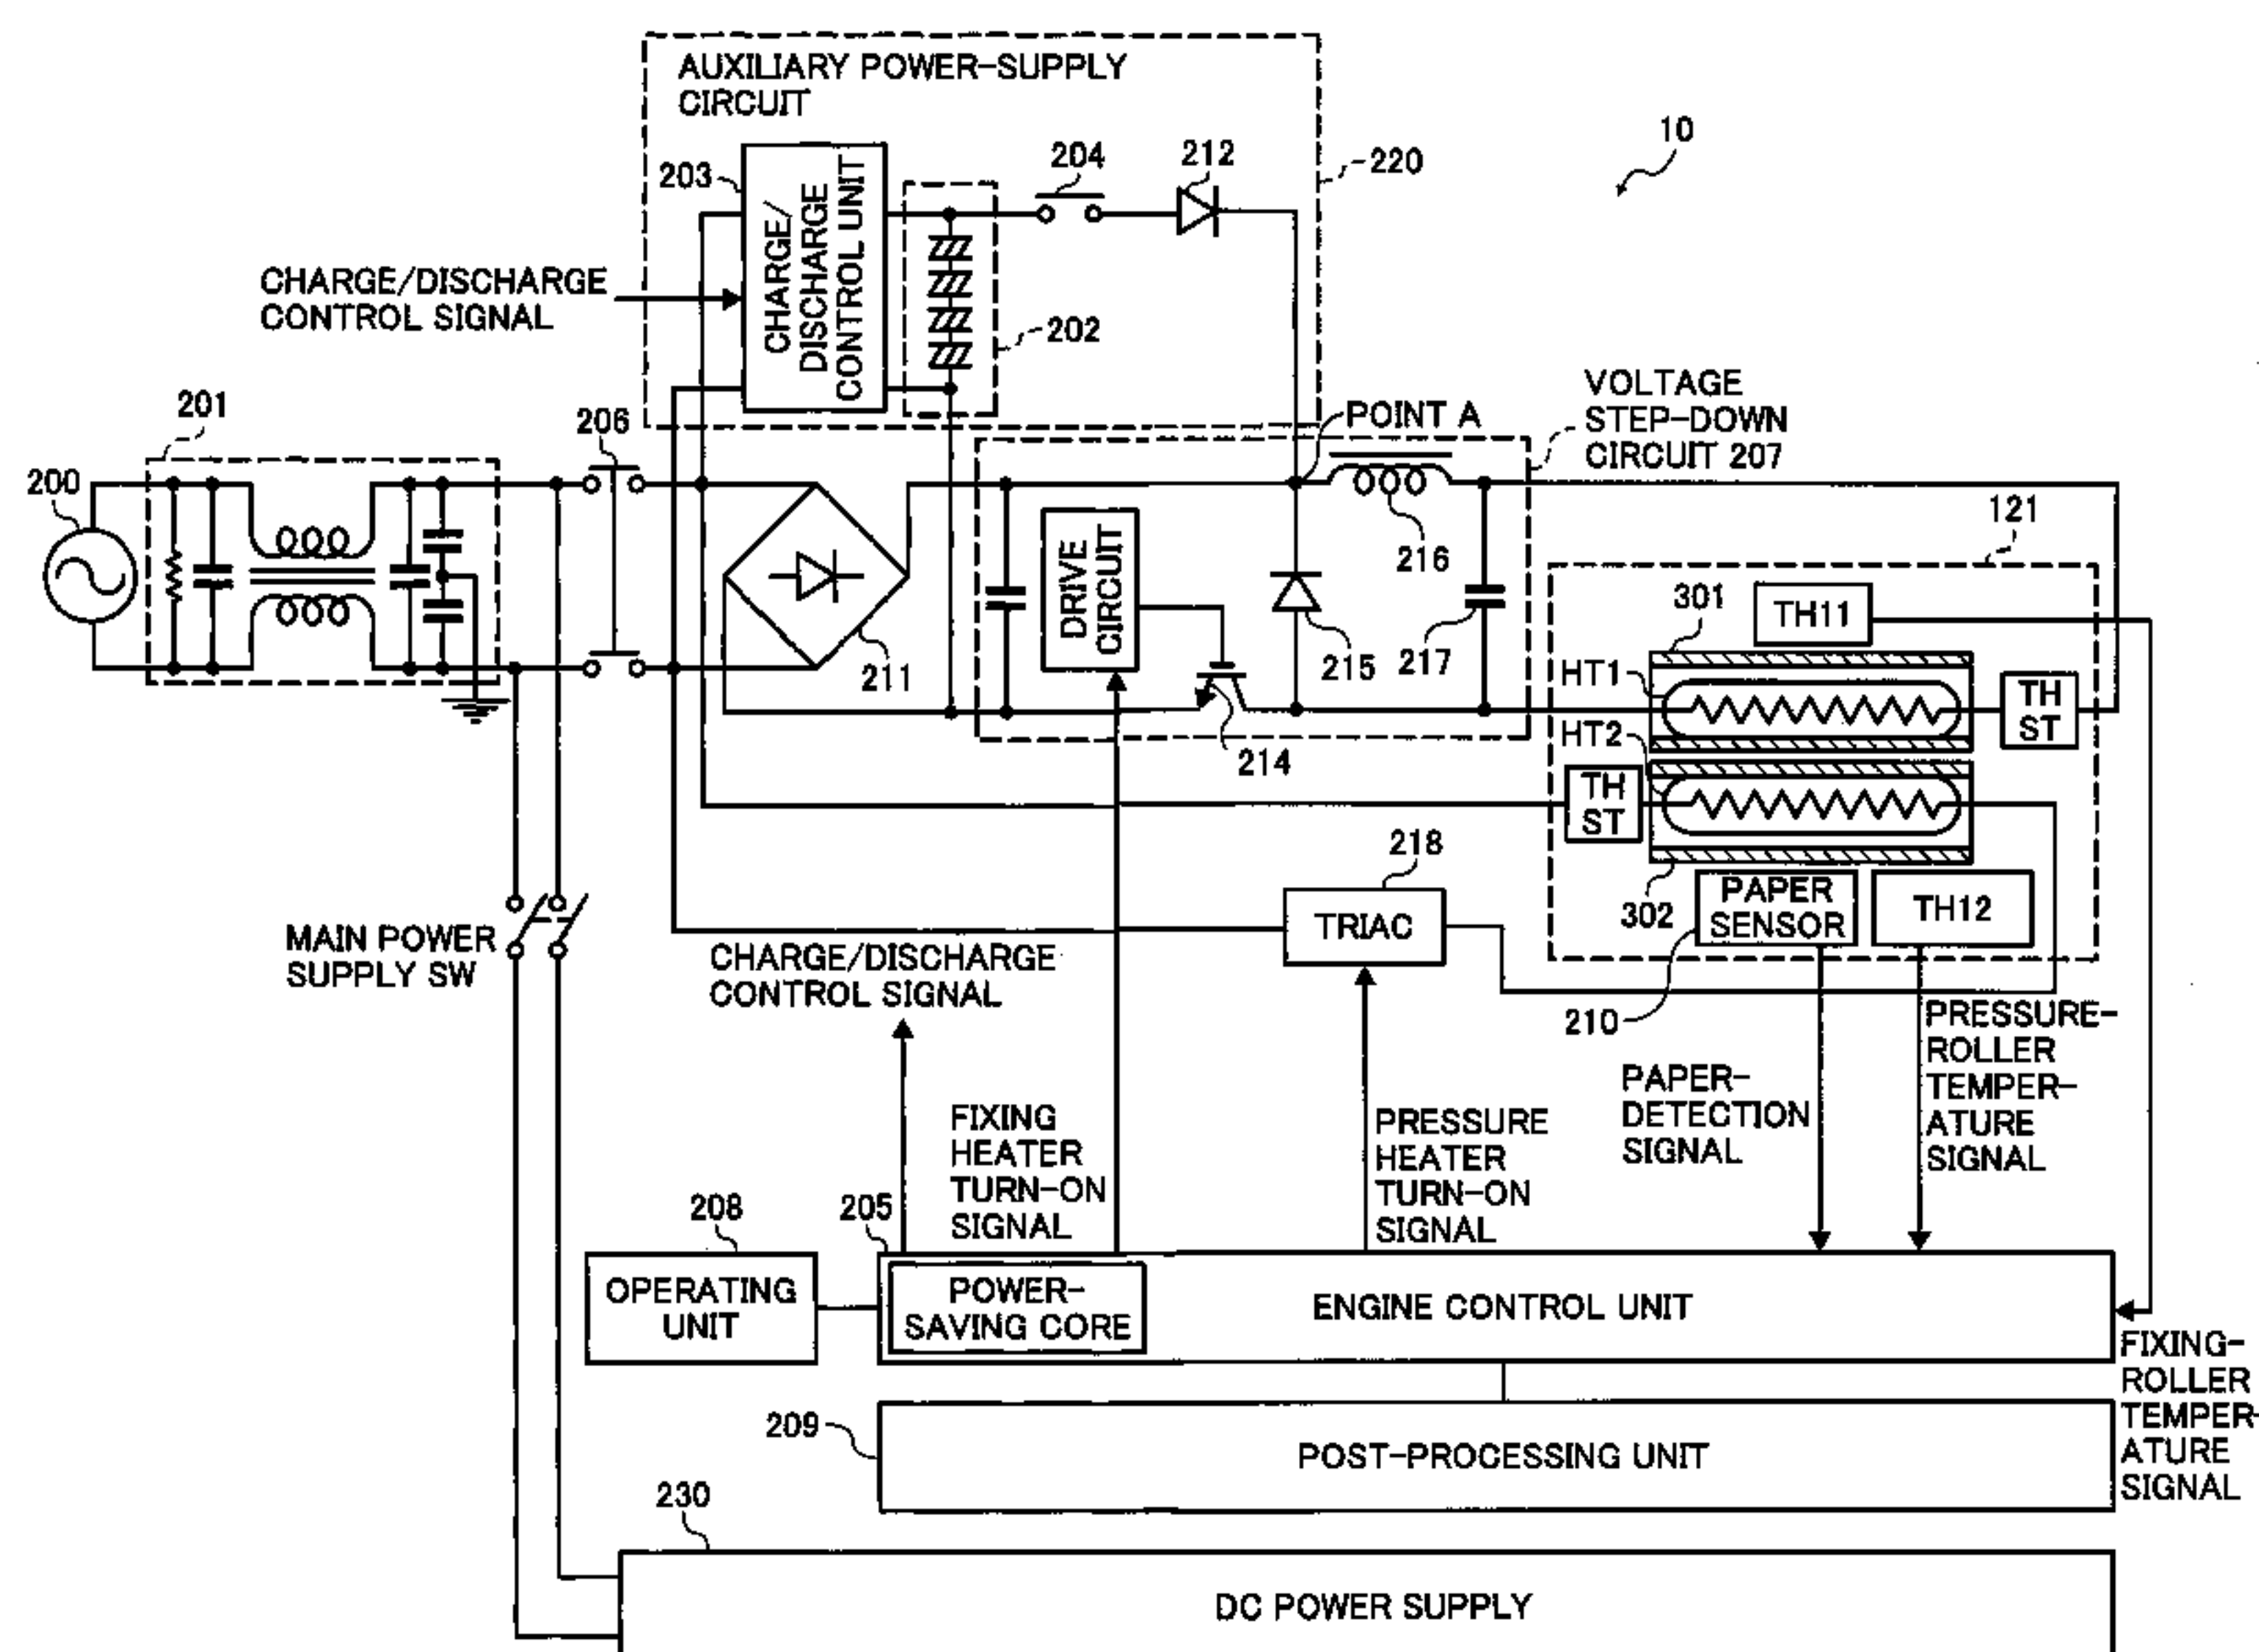 AUXILIARY POWER-SUPPLY
CIRCUIT
10
203
204
212
220
CHARGE/
DISCHARGE
CONTROL UNIT
CHARGE/DISCHARGE
CONTROL SIGNAL
202
VOLTAGE
STEP-DOWN
CIRCUIT 207
201
206
POINT A
200
121
216
DRIVE
CIRCUIT
301
TH11
211
215
217
HT1
TH
ST
HT2
214
TH
ST
218
302
PAPER
SENSOR
TH12
TRIAC
MAIN POWER
SUPPLY SW
CHARGE/DISCHARGE
CONTROL SIGNAL
210
PRESSURE-
ROLLER
TEMPER-
ATURE
SIGNAL
PAPER-
DETECTION
SIGNAL
FIXING
HEATER
TURN-ON
SIGNAL
PRESSURE
HEATER
TURN-ON
SIGNAL
208
205
OPERATING
UNIT
POWER-
SAVING CORE
ENGINE CONTROL UNIT
FIXING-
ROLLER
TEMPER-
ATURE
SIGNAL
209
POST-PROCESSING UNIT
230
DC POWER SUPPLY